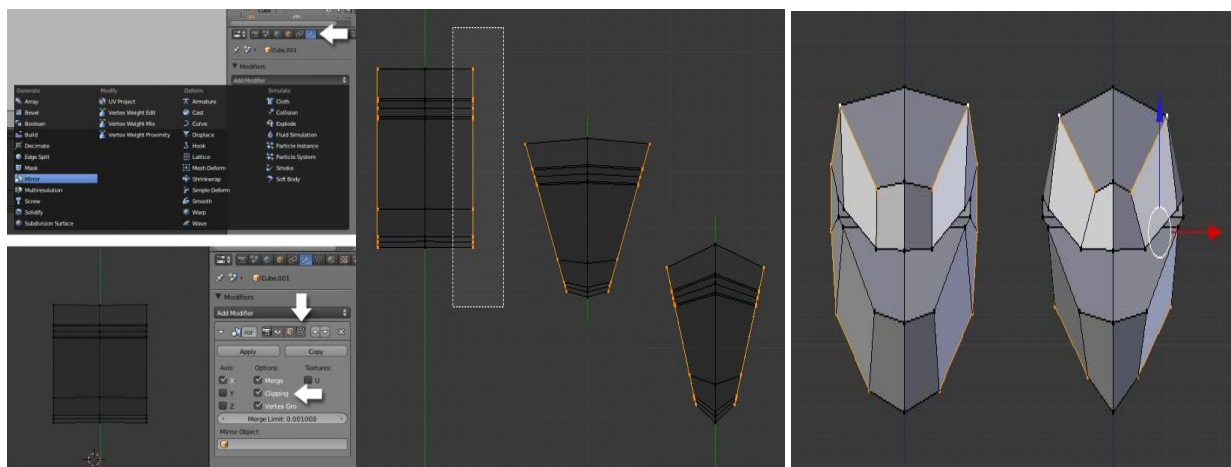 Cube
Cube.001
Modifiers
Add Modifier
Generate Modify Deform Simulate
Array UV Project Armature Cloth
Bevel Vertex Weight Edit Cast Collision
Boolean Vertex Weight Mix Curve Explode
Build Vertex Weight Proximity Displace Fluid Simulation
Decimate Hook Particle Instance
Edge Split Lattice Particle System
Mask Mesh Deform Smoke
Mirror Shrinkwrap Soft Body
Multiresolution Simple Deform
Screw Smooth
Solidify Warp
Subdivision Surface Wave
Cube.001
Modifiers
Add Modifier
ror
Apply Copy
Axis: Options: Textures:
X Merge U
Y Clipping
Z Vertex Gro
Merge Limit: 0.001000
Mirror Object: